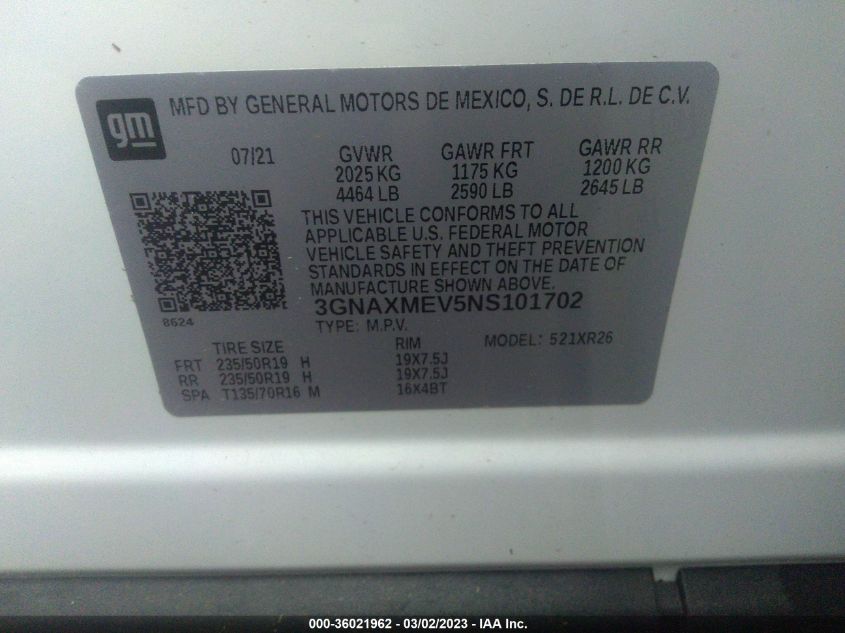 gm
MFD BY GENERAL MOTORS DE MEXICO, S. DE R.L. DE C.V.
07/21 GVWR GAWR FRT GAWR RR
2025 KG 1175 KG 1200 KG
4464 LB 2590 LB 2645 LB
THIS VEHICLE CONFORMS TO ALL
APPLICABLE U.S. FEDERAL MOTOR
VEHICLE SAFETY AND THEFT PREVENTION
STANDARDS IN EFFECT ON THE DATE OF
MANUFACTURE SHOWN ABOVE.
8624
3GNAXMEV5NS101702
TYPE: M.P.V. MODEL: 521XR26
TIRE SIZE RIM
FRT 235/50R19 H 19X7.5J
RR 235/50R19 H 19X7.5J
SPA T135/70R16 M 16X4BT
000-36021962 — 03/02/2023 — IAA Inc.